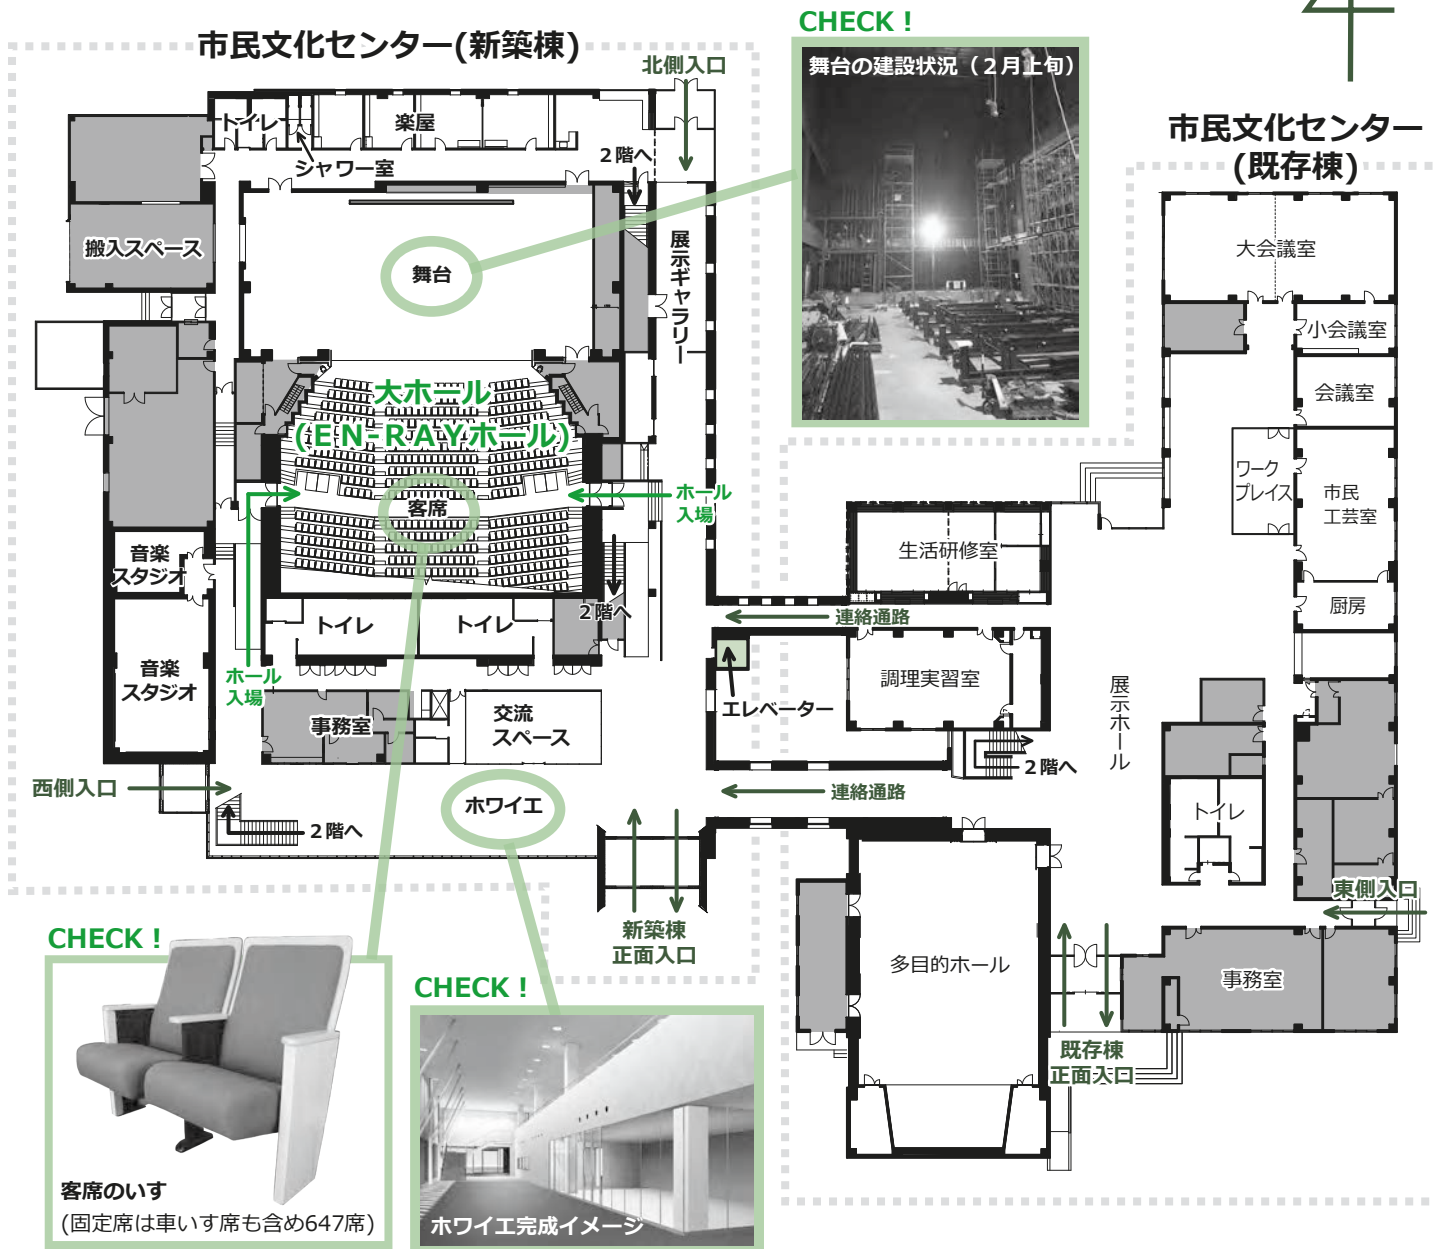 CHECK！
市民文化センター(新築棟)
北側入口
舞台の建設状況（２月上旬）
市民文化センター
(既存棟)
トイレ
楽屋
シャワー室
２階へ
搬入スペース
舞台
展示ギャラリー
大会議室
小会議室
会議室
大ホール
(ＥＮ-ＲＡＹホール)
ワーク
プレイス
市民
工芸室
客席
ホール
入場
音楽
スタジオ
生活研修室
厨房
２階へ
連絡通路
トイレ
トイレ
音楽
スタジオ
ホール
入場
調理実習室
展示ホール
エレベーター
事務室
交流
スペース
２階へ
西側入口
ホワイエ
連絡通路
トイレ
２階へ
東側入口
新築棟
正面入口
多目的ホール
事務室
既存棟
正面入口
CHECK！
客席のいす
(固定席は車いす席も含め647席)
CHECK！
ホワイエ完成イメージ